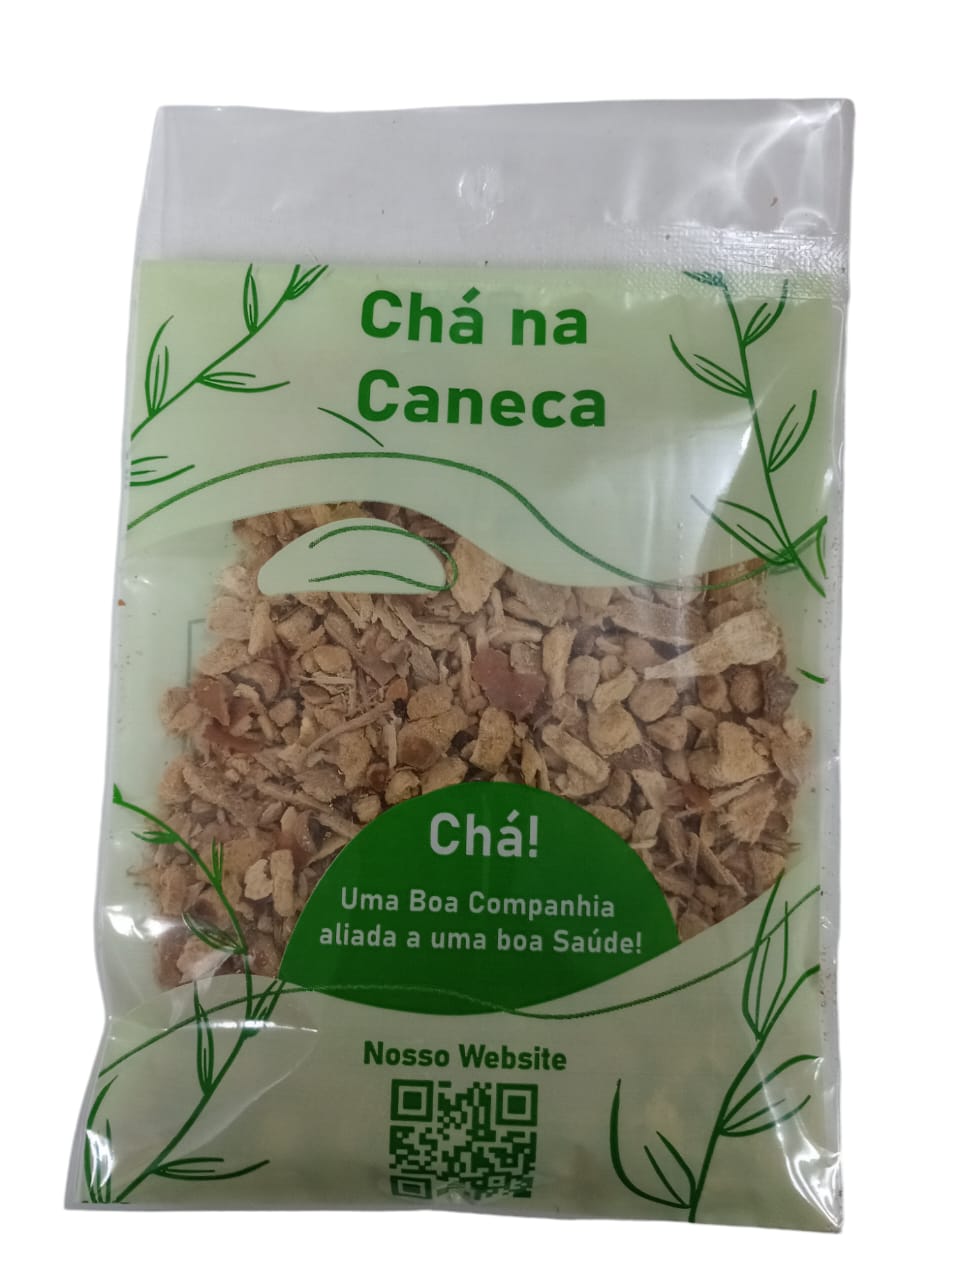 Chá na
Caneca
Chá!
Uma Boa Companhia
aliada a uma boa Saúde!
Nosso Website